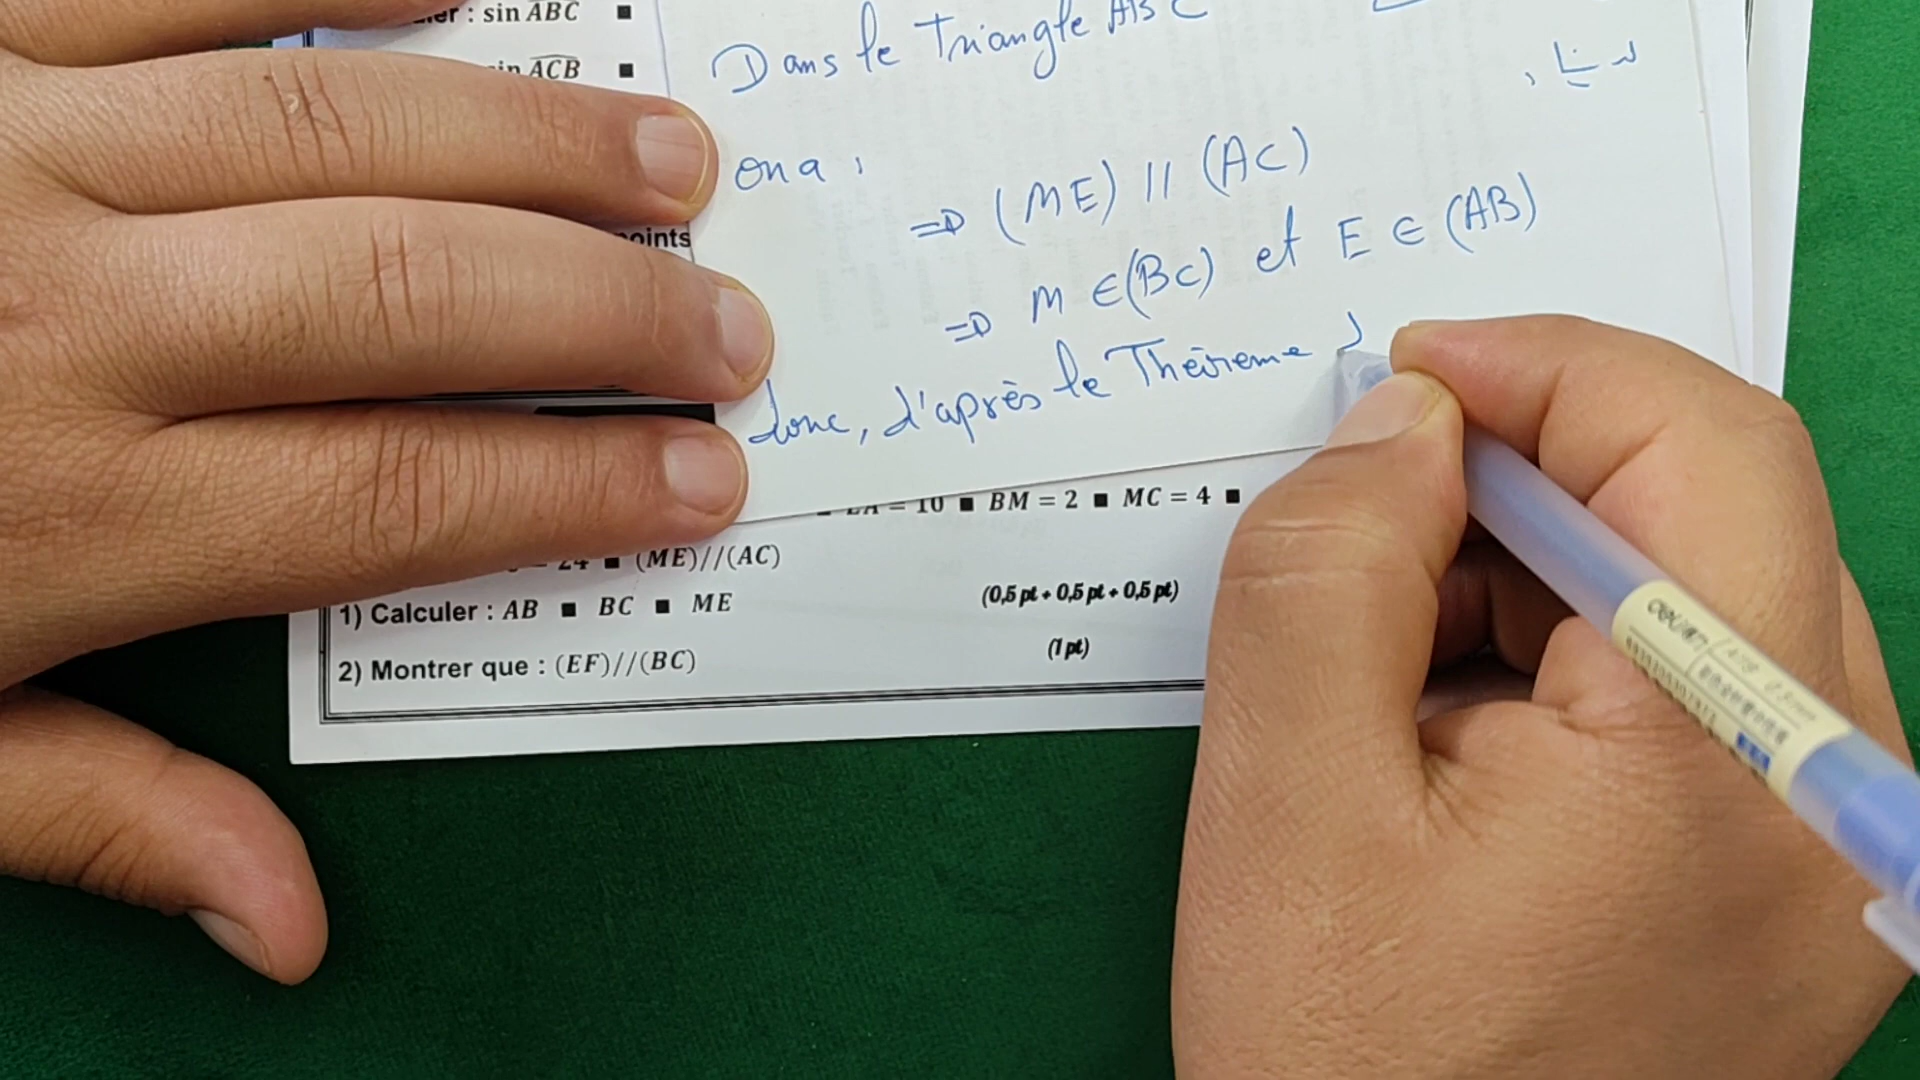 : sin ABC ■
ACB ■
points
Dans le Triangle ABC
on a :
⇒ (ME) // (AC)
⇒ M ∈ (BC) et E ∈ (AB)
donc, d'après le Théorème
= 10 ■ BM = 2 ■ MC = 4 ■
■ (ME)//(AC)
1) Calculer : AB ■ BC ■ ME (0,5 pt + 0,5 pt + 0,5 pt)
2) Montrer que : (EF)//(BC) (1 pt)